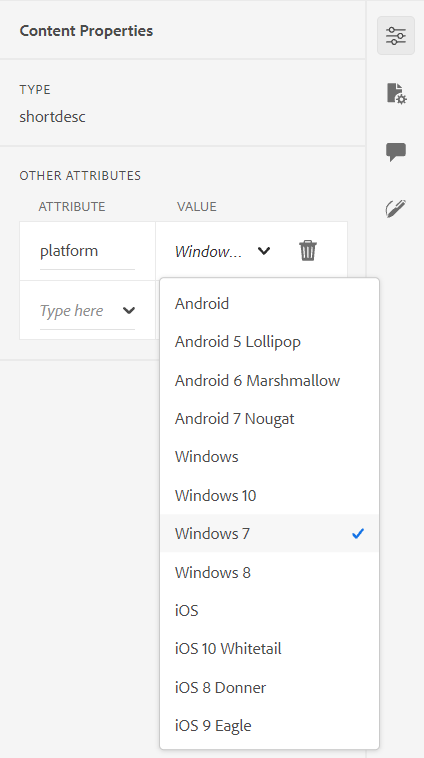 Content Properties
TYPE
shortdesc
OTHER ATTRIBUTES
ATTRIBUTE VALUE
platform Window...
Type here
Android
Android 5 Lollipop
Android 6 Marshmallow
Android 7 Nougat
Windows
Windows 10
Windows 7
Windows 8
iOS
iOS 10 Whitetail
iOS 8 Donner
iOS 9 Eagle